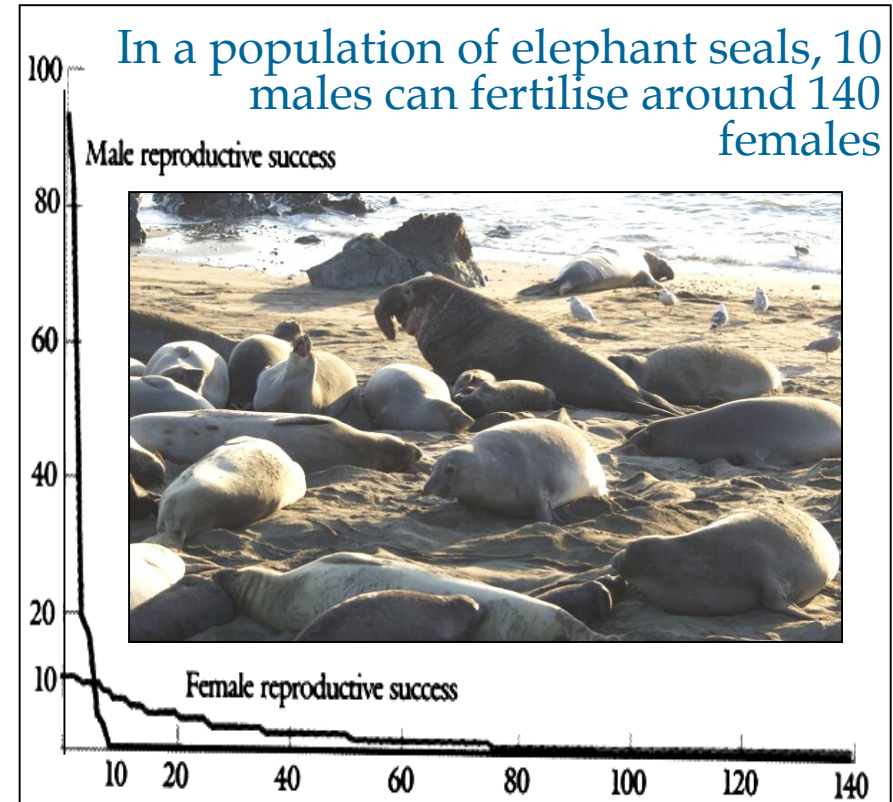 In a population of elephant seals, 10
males can fertilise around 140
females
100
Male reproductive success
80
60
40
20
10
Female reproductive success
10 20 40 60 80 100 120 140